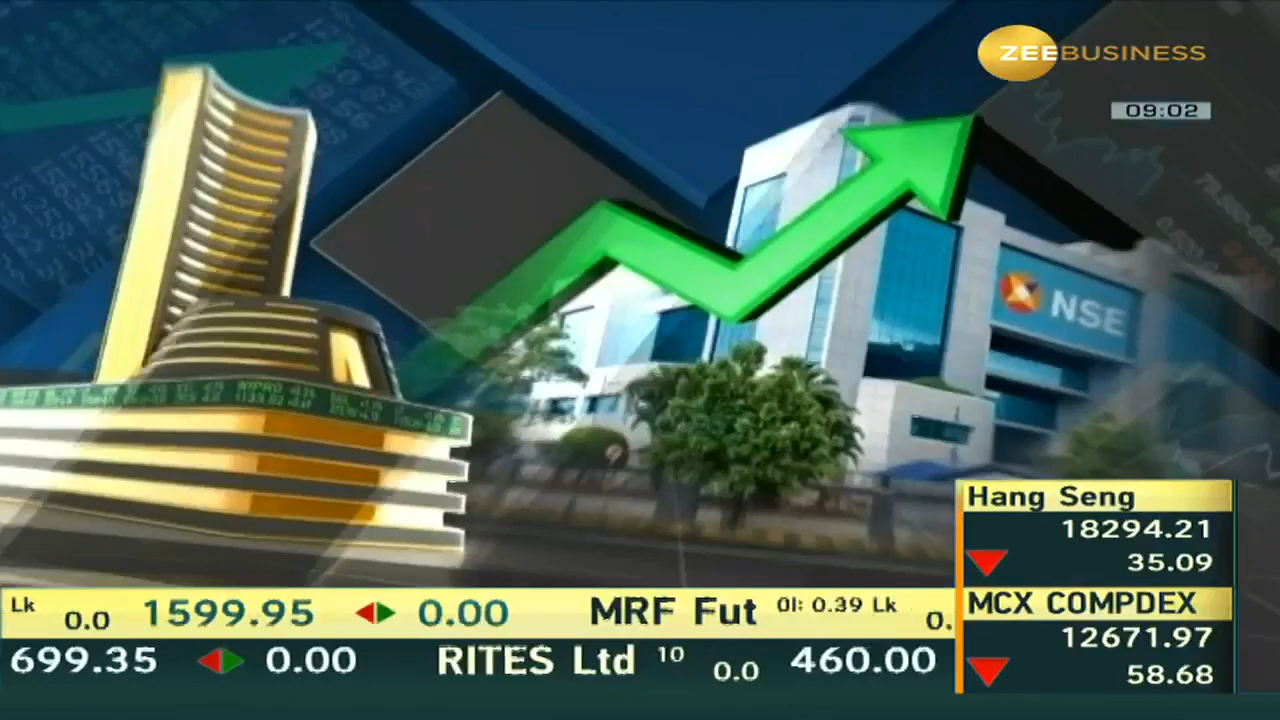 ZEEBUSINESS
09:02
NSE
Hang Seng
18294.21
35.09
MCX COMPDEX
12671.97
58.68
Lk 0.0 1599.95 0.00 MRF Fut OI: 0.39 Lk 0.
699.35 0.00 RITES Ltd 10 0.0 460.00